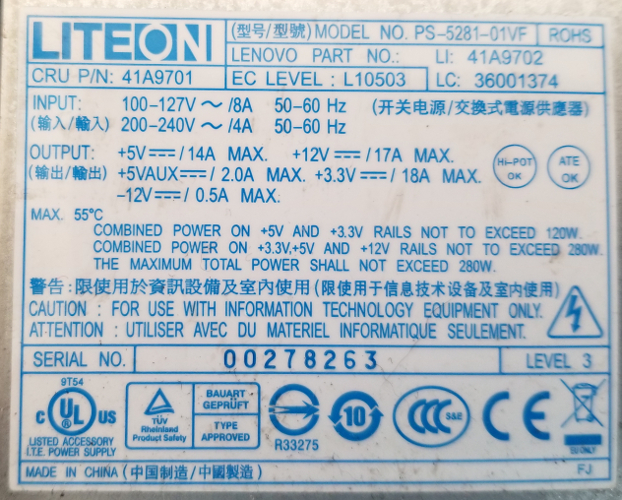 LITEON (型号/型號) MODEL NO. PS-5281-01VF ROHS
LENOVO PART NO.: LI: 41A9702
CRU P/N: 41A9701 EC LEVEL : L10503 LC: 36001374
INPUT: 100-127V ～ /8A 50-60 Hz (开关电源/交換式電源供應器)
(输入/輸入) 200-240V ～ /4A 50-60 Hz
OUTPUT: +5V⎓/14A MAX. +12V⎓/17A MAX. Hi-POT OK ATE OK
(输出/輸出) +5VAUX⎓/ 2.0A MAX. +3.3V⎓/ 18A MAX.
-12V⎓/ 0.5A MAX.
MAX. 55°C
COMBINED POWER ON +5V AND +3.3V RAILS NOT TO EXCEED 120W.
COMBINED POWER ON +3.3V,+5V AND +12V RAILS NOT TO EXCEED 280W.
THE MAXIMUM TOTAL POWER SHALL NOT EXCEED 280W.
警告:限使用於資訊設備及室內使用(限使用于信息技术设备及室内使用)
CAUTION : FOR USE WITH INFORMATION TECHNOLOGY EQUIPMENT ONLY.
ATTENTION : UTILISER AVEC DU MATERIEL INFORMATIQUE SEULEMENT.
SERIAL NO. 00278263 LEVEL 3
9T54
c UL US
LISTED ACCESSORY
I.T.E. POWER SUPPLY
TÜV
Rheinland
Product Safety
BAUART
GEPRÜFT
TYPE
APPROVED
R33275
10
CCC S&E
CE
EU ONLY
MADE IN CHINA (中国制造/中國製造) FJ